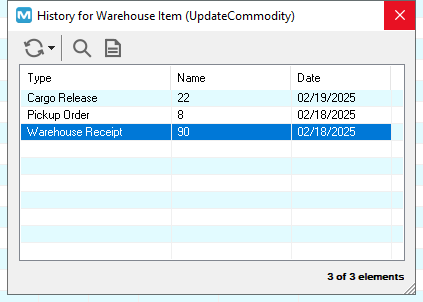 History for Warehouse Item (UpdateCommodity)
Type Name Date
Cargo Release 22 02/19/2025
Pickup Order 8 02/18/2025
Warehouse Receipt 90 02/18/2025
3 of 3 elements